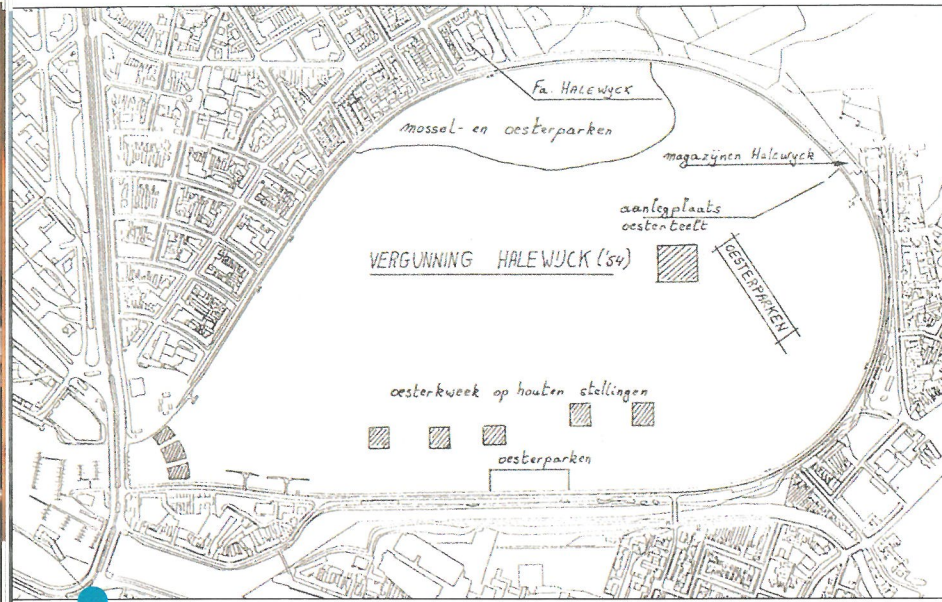 Fa. HALEWYCK
mossel- en oesterparken
magazijnen Halewyck
aanlegplaats
oesterteelt
VERGUNNING HALEWIJCK ('54)
OESTERPARKEN
oesterkweek op houten stellingen
oesterparken